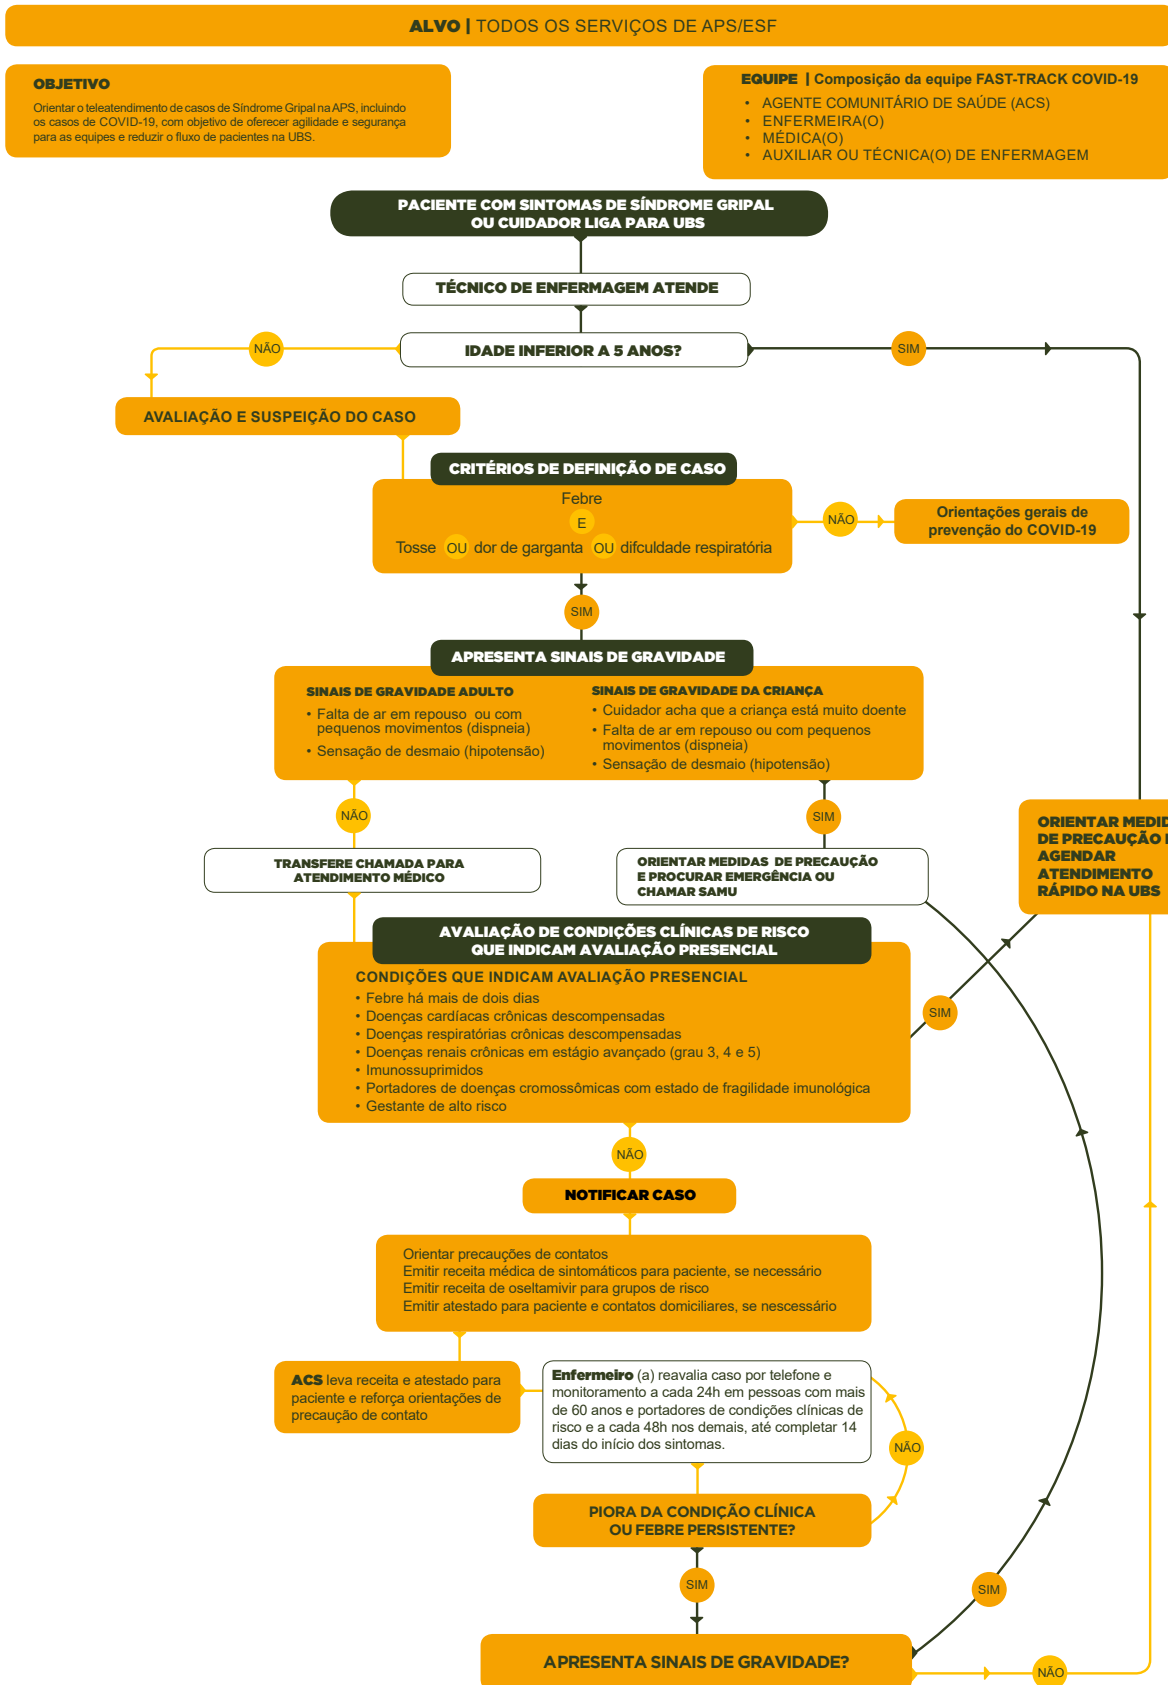 ALVO | TODOS OS SERVIÇOS DE APS/ESF
OBJETIVO
Orientar o teleatendimento de casos de Síndrome Gripal na APS, incluindo
os casos de COVID-19, com objetivo de oferecer agilidade e segurança
para as equipes e reduzir o fluxo de pacientes na UBS.
EQUIPE | Composição da equipe FAST-TRACK COVID-19
• AGENTE COMUNITÁRIO DE SAÚDE (ACS)
• ENFERMEIRA(O)
• MÉDICA(O)
• AUXILIAR OU TÉCNICA(O) DE ENFERMAGEM
PACIENTE COM SINTOMAS DE SÍNDROME GRIPAL
OU CUIDADOR LIGA PARA UBS
TÉCNICO DE ENFERMAGEM ATENDE
IDADE INFERIOR A 5 ANOS?
NÃO
SIM
AVALIAÇÃO E SUSPEIÇÃO DO CASO
CRITÉRIOS DE DEFINIÇÃO DE CASO
Febre
E
Tosse OU dor de garganta OU difculdade respiratória
NÃO
Orientações gerais de
prevenção do COVID-19
SIM
APRESENTA SINAIS DE GRAVIDADE
SINAIS DE GRAVIDADE ADULTO
• Falta de ar em repouso ou com
pequenos movimentos (dispneia)
• Sensação de desmaio (hipotensão)
SINAIS DE GRAVIDADE DA CRIANÇA
• Cuidador acha que a criança está muito doente
• Falta de ar em repouso ou com pequenos
movimentos (dispneia)
• Sensação de desmaio (hipotensão)
NÃO
SIM
TRANSFERE CHAMADA PARA
ATENDIMENTO MÉDICO
ORIENTAR MEDIDAS DE PRECAUÇÃO
E PROCURAR EMERGÊNCIA OU
CHAMAR SAMU
ORIENTAR
DE PRECAUÇÃO
AGENDAR
ATENDIMENTO
RÁPIDO NA UBS
AVALIAÇÃO DE CONDIÇÕES CLÍNICAS DE RISCO
QUE INDICAM AVALIAÇÃO PRESENCIAL
CONDIÇÕES QUE INDICAM AVALIAÇÃO PRESENCIAL
• Febre há mais de dois dias
• Doenças cardíacas crônicas descompensadas
• Doenças respiratórias crônicas descompensadas
• Doenças renais crônicas em estágio avançado (grau 3, 4 e 5)
• Imunossuprimidos
• Portadores de doenças cromossômicas com estado de fragilidade imunológica
• Gestante de alto risco
SIM
NÃO
NOTIFICAR CASO
Orientar precauções de contatos
Emitir receita médica de sintomáticos para paciente, se necessário
Emitir receita de oseltamivir para grupos de risco
Emitir atestado para paciente e contatos domiciliares, se nescessário
ACS leva receita e atestado para
paciente e reforça orientações de
precaução de contato
Enfermeiro (a) reavalia caso por telefone e
monitoramento a cada 24h em pessoas com mais
de 60 anos e portadores de condições clínicas de
risco e a cada 48h nos demais, até completar 14
dias do início dos sintomas.
NÃO
PIORA DA CONDIÇÃO CLÍNICA
OU FEBRE PERSISTENTE?
SIM
SIM
APRESENTA SINAIS DE GRAVIDADE?
NÃO